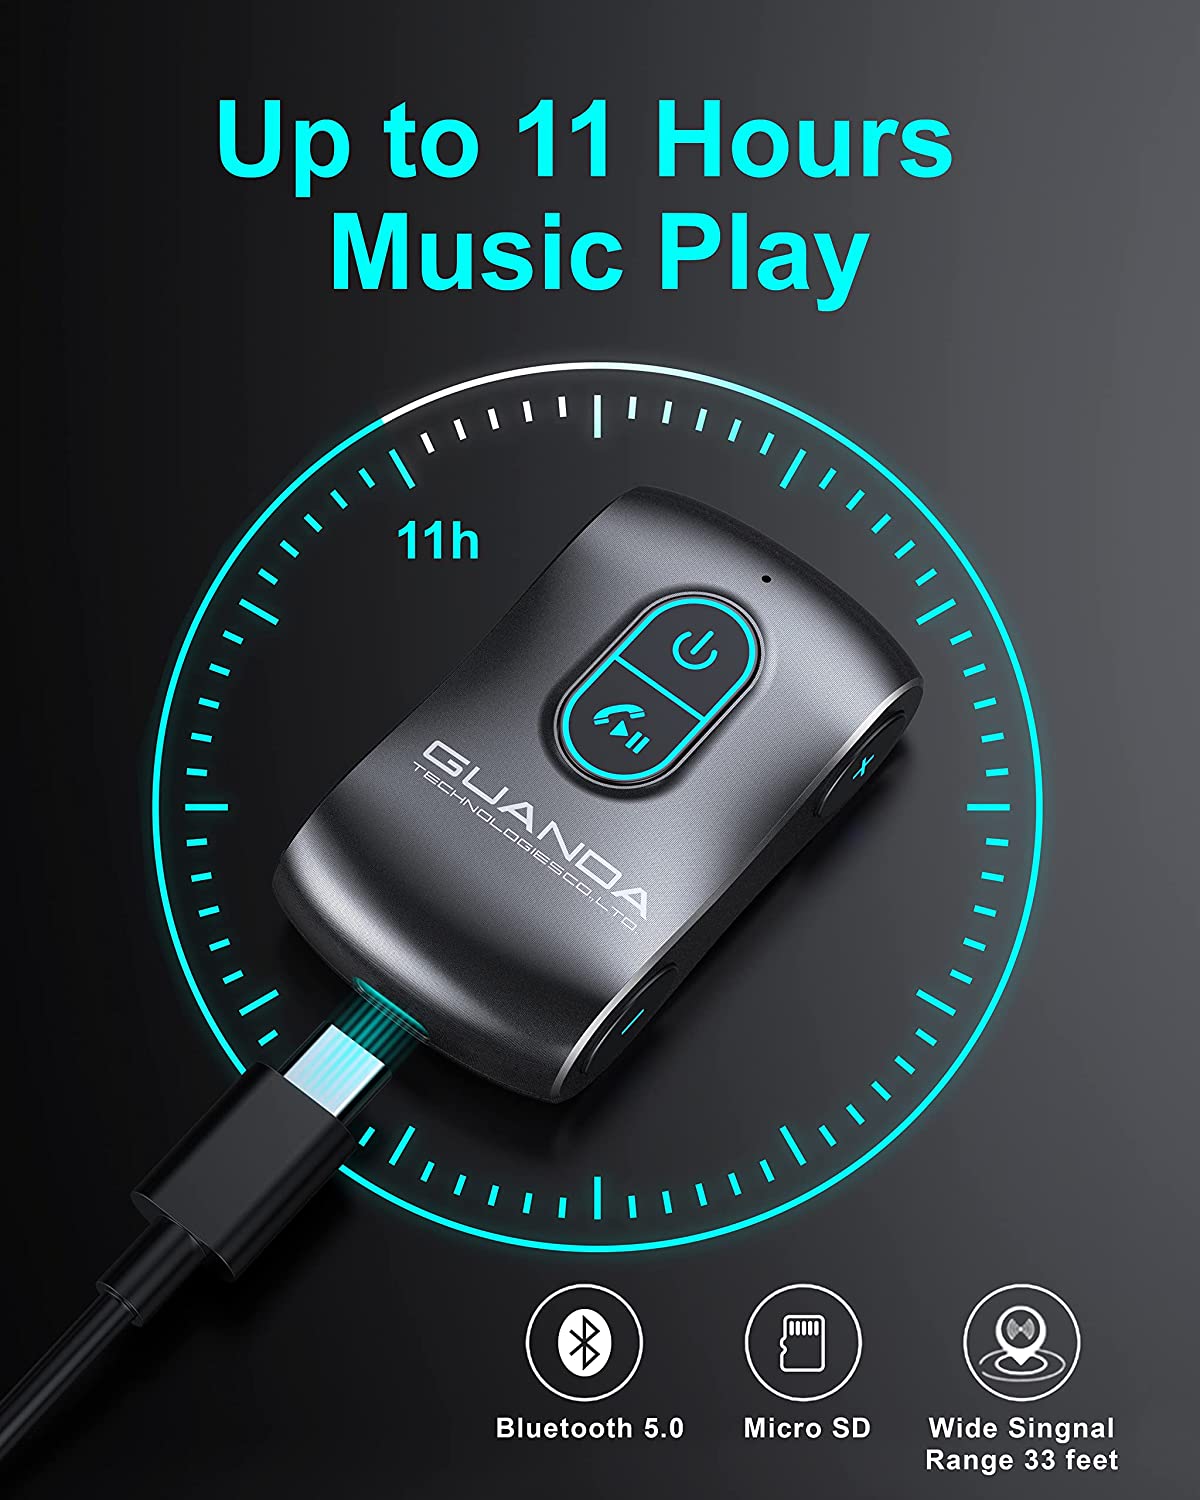 Up to 11 Hours
Music Play
11h
GUANDA
TECHNOLOGIESCO.,LTD
+
-
Bluetooth 5.0
Micro SD
Wide Singnal
Range 33 feet